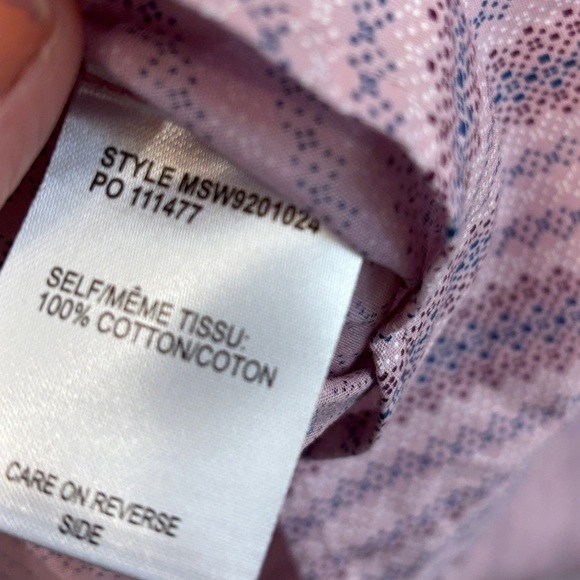 STYLE MSW9201024
PO 111477
SELF/MÊME TISSU:
100% COTTON/COTON
CARE ON REVERSE
SIDE